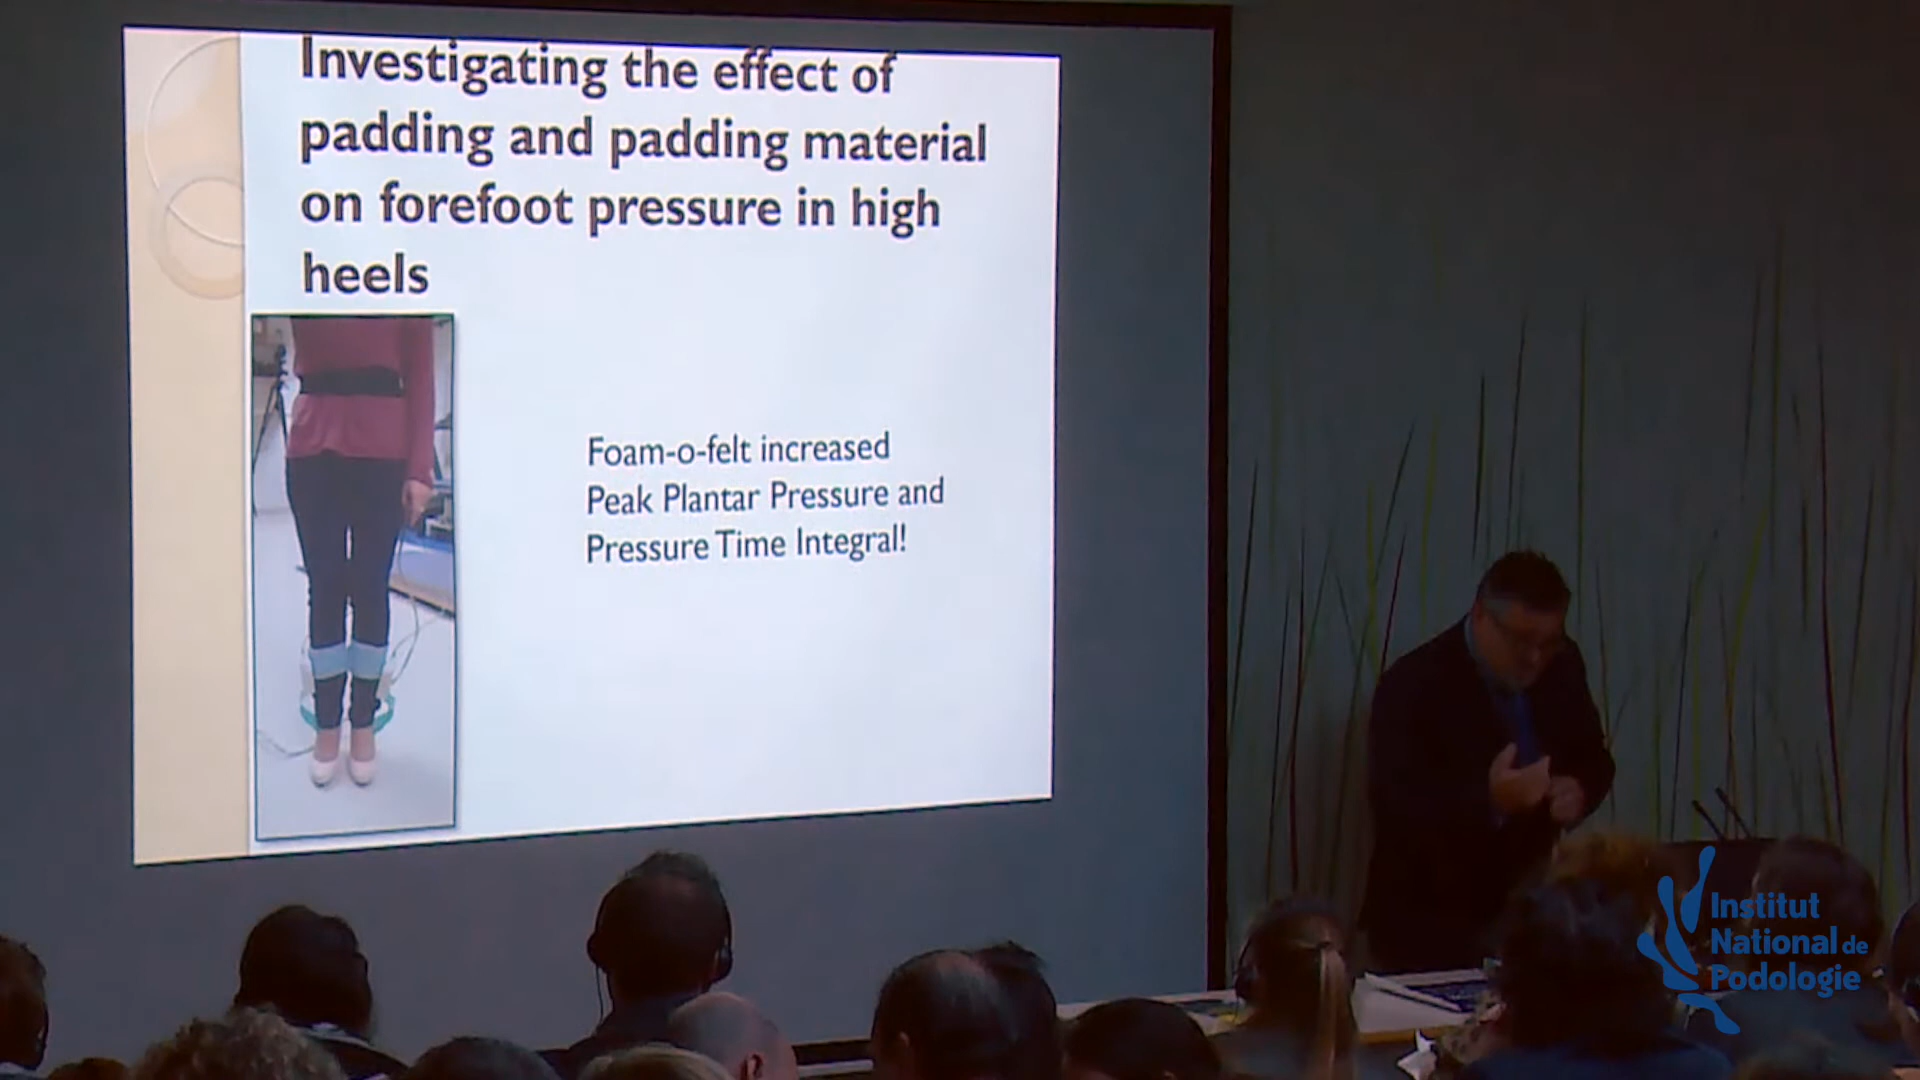 Investigating the effect of
padding and padding material
on forefoot pressure in high
heels
Foam-o-felt increased
Peak Plantar Pressure and
Pressure Time Integral!
Institut
National de
Podologie